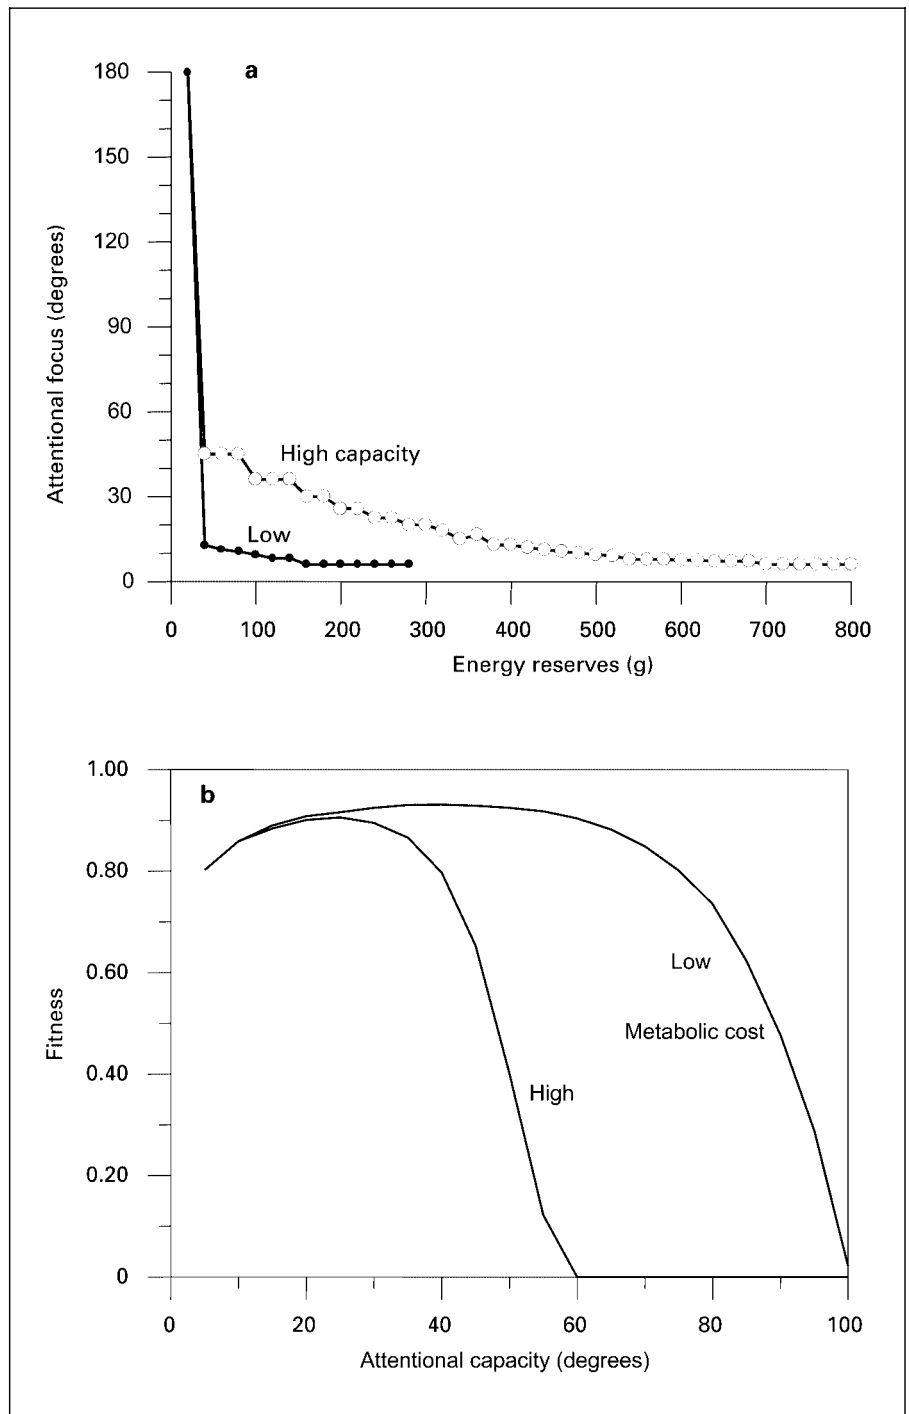 a
180
150
120
90
60
30
0
Attentional focus (degrees)
High capacity
Low
0 100 200 300 400 500 600 700 800
Energy reserves (g)
b
1.00
0.80
0.60
0.40
0.20
0
Fitness
Low
Metabolic cost
High
0 20 40 60 80 100
Attentional capacity (degrees)